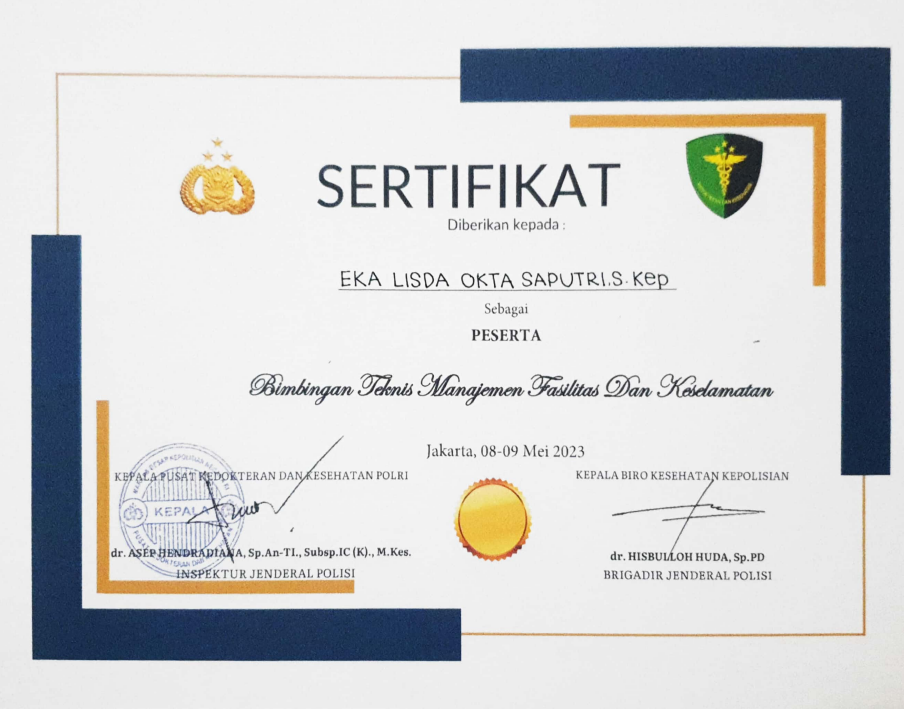 SERTIFIKAT
Diberikan kepada :
EKA LISDA OKTA SAPUTRI.S.Kep
Sebagai
PESERTA
Bimbingan Teknis Manajemen Fasilitas Dan Keselamatan
Jakarta, 08-09 Mei 2023
KEPALA PUSAT KEDOKTERAN DAN KESEHATAN POLRI
KEPALA
dr. ASEP HENDRADIANA, Sp.An-TI., Subsp.IC (K)., M.Kes.
INSPEKTUR JENDERAL POLISI
KEPALA BIRO KESEHATAN KEPOLISIAN
dr. HISBULLOH HUDA, Sp.PD
BRIGADIR JENDERAL POLISI